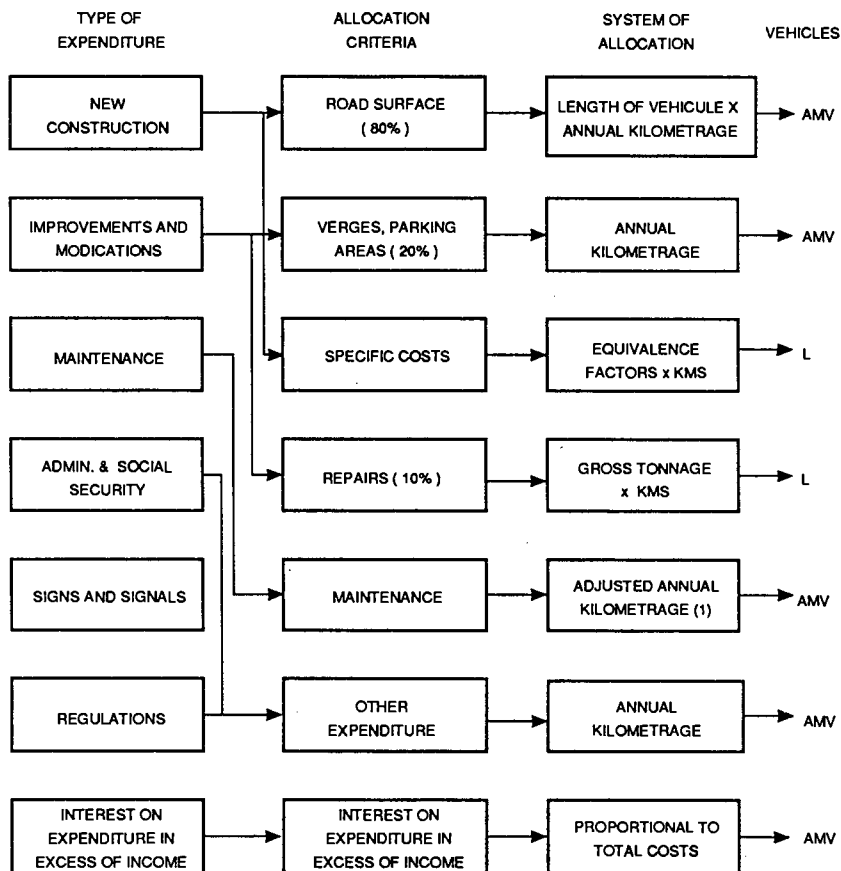 TYPE OF
EXPENDITURE
ALLOCATION
CRITERIA
SYSTEM OF
ALLOCATION
VEHICLES
NEW
CONSTRUCTION
ROAD SURFACE
( 80% )
LENGTH OF VEHICULE X
ANNUAL KILOMETRAGE
AMV
IMPROVEMENTS AND
MODICATIONS
VERGES, PARKING
AREAS ( 20% )
ANNUAL
KILOMETRAGE
AMV
MAINTENANCE
SPECIFIC COSTS
EQUIVALENCE
FACTORS x KMS
L
ADMIN. & SOCIAL
SECURITY
REPAIRS ( 10% )
GROSS TONNAGE
x KMS
L
SIGNS AND SIGNALS
MAINTENANCE
ADJUSTED ANNUAL
KILOMETRAGE (1)
AMV
REGULATIONS
OTHER
EXPENDITURE
ANNUAL
KILOMETRAGE
AMV
INTEREST ON
EXPENDITURE IN
EXCESS OF INCOME
INTEREST ON
EXPENDITURE IN
EXCESS OF INCOME
PROPORTIONAL TO
TOTAL COSTS
AMV